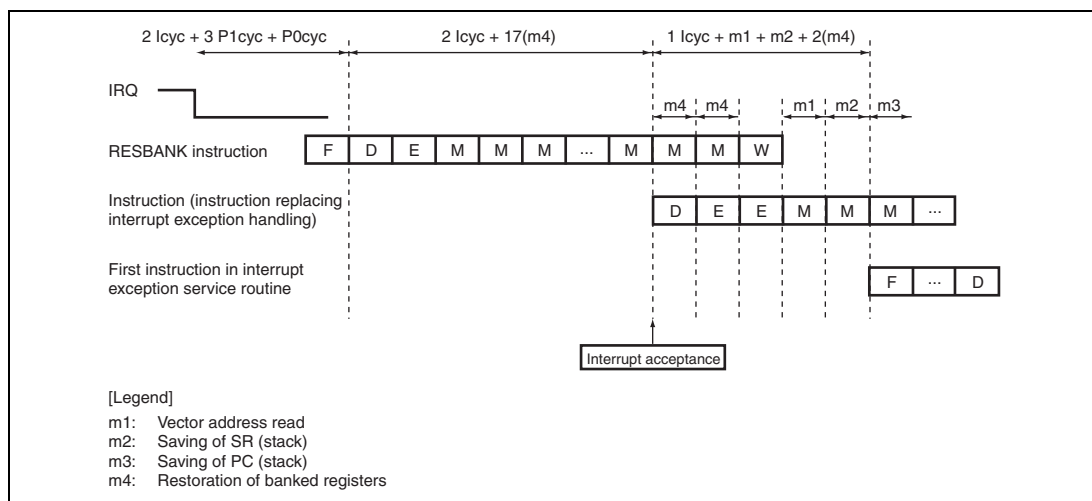 2 Icyc + 3 P1cyc + P0cyc 2 Icyc + 17(m4) 1 Icyc + m1 + m2 + 2(m4)
IRQ
m4 m4 m1 m2 m3
RESBANK instruction F D E M M M ... M M M W
Instruction (instruction replacing
interrupt exception handling) D E E M M M ...
First instruction in interrupt
exception service routine F ... D
Interrupt acceptance
[Legend]
m1: Vector address read
m2: Saving of SR (stack)
m3: Saving of PC (stack)
m4: Restoration of banked registers